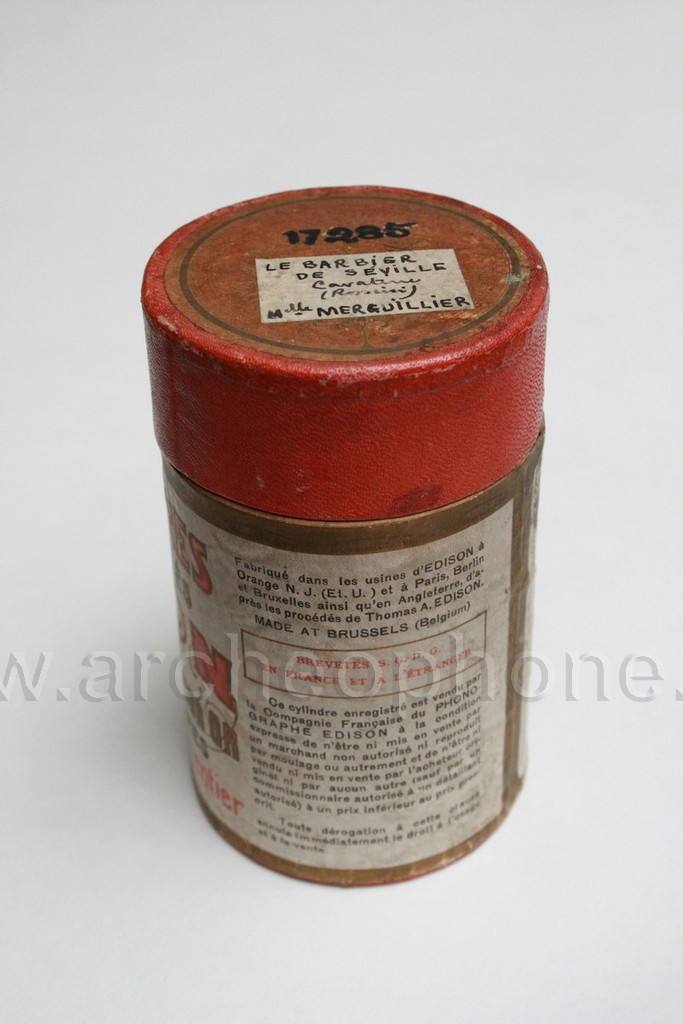 17285
LE BARBIER
DE SEVILLE
Cavatine
(Rossini)
Melle MERGUILLIER
Fabriqué dans les usines d'EDISON à
Orange N. J. (Et. U.) et à Paris, Berlin
et Bruxelles ainsi qu'en Angleterre, d'a-
près les procédés de Thomas A. EDISON.
MADE AT BRUSSELS (Belgium)
BREVETÉS S. G. D. G.
EN FRANCE ET A L'ÉTRANGER
Ce cylindre enregistré est vendu par
la Compagnie Française du PHONO-
GRAPHE EDISON à la condition
expresse de n'être ni mis en vente par
un marchand non autorisé ni reproduit
par moulage ou autrement et de n'être ni
vendu ni mis en vente par l'acheteur ori-
ginal ni par aucun autre (sauf par un
commissionnaire autorisé à un détaillant
autorisé) à un prix inférieur au prix
Toute dérogation à cette clause
annule immédiatement le droit à l'usage
et à la vente.
w.archeophone.